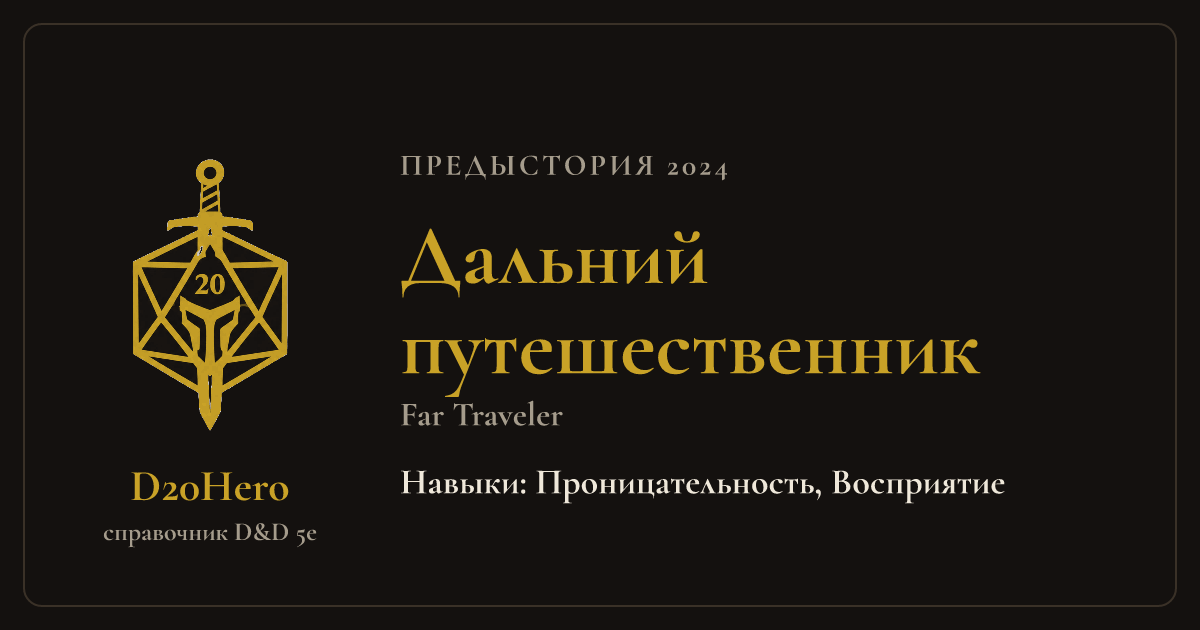 20
D20Hero
справочник D&D 5e
ПРЕДЫСТОРИЯ 2024
Дальний
путешественник
Far Traveler
Навыки: Проницательность, Восприятие